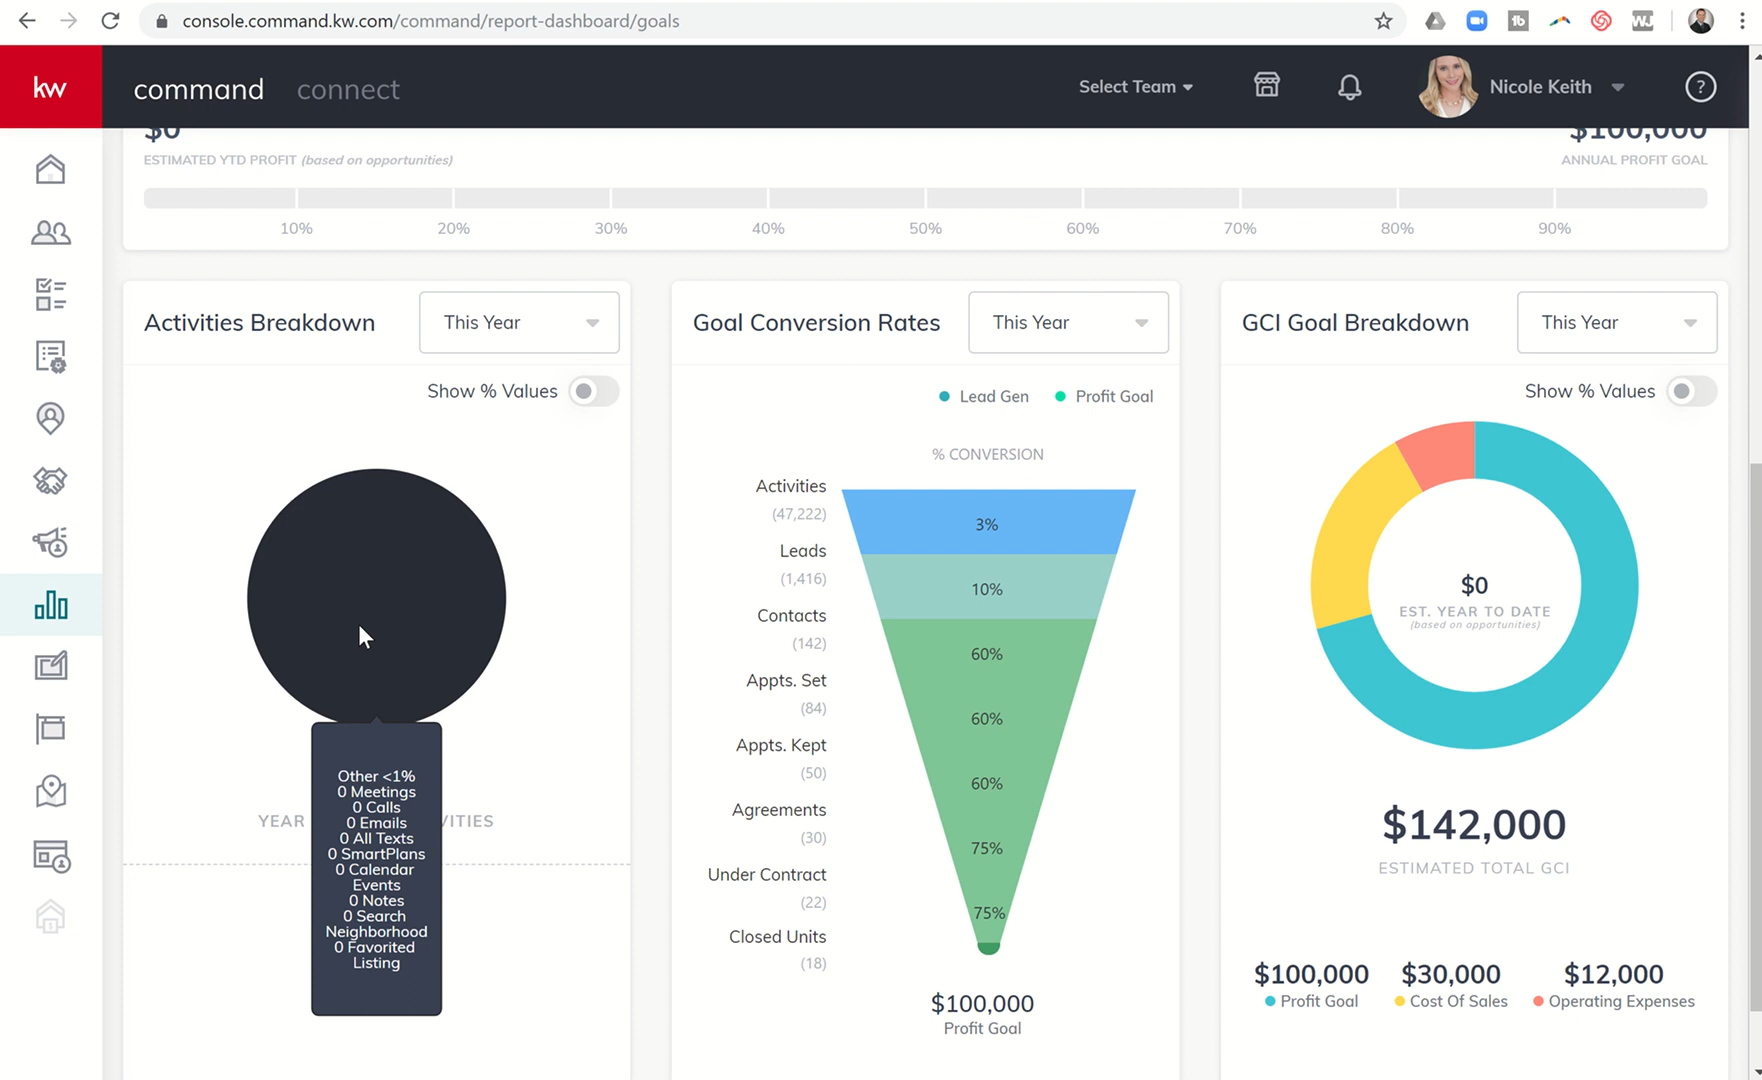 console.command.kw.com/command/report-dashboard/goals
kw
command
connect
Select Team
Nicole Keith
?
$0
$100,000
ESTIMATED YTD PROFIT (based on opportunities)
ANNUAL PROFIT GOAL
10%
20%
30%
40%
50%
60%
70%
80%
90%
Activities Breakdown
This Year
Show % Values
YEAR
VITIES
Other <1%
0 Meetings
0 Calls
0 Emails
0 All Texts
0 SmartPlans
0 Calendar
Events
0 Notes
0 Search
Neighborhood
0 Favorited
Listing
Goal Conversion Rates
This Year
Lead Gen
Profit Goal
% CONVERSION
Activities
(47,222)
3%
Leads
(1,416)
10%
Contacts
(142)
60%
Appts. Set
(84)
60%
Appts. Kept
(50)
60%
Agreements
(30)
75%
Under Contract
(22)
75%
Closed Units
(18)
$100,000
Profit Goal
GCI Goal Breakdown
This Year
Show % Values
$0
EST. YEAR TO DATE
(based on opportunities)
$142,000
ESTIMATED TOTAL GCI
$100,000
Profit Goal
$30,000
Cost Of Sales
$12,000
Operating Expenses